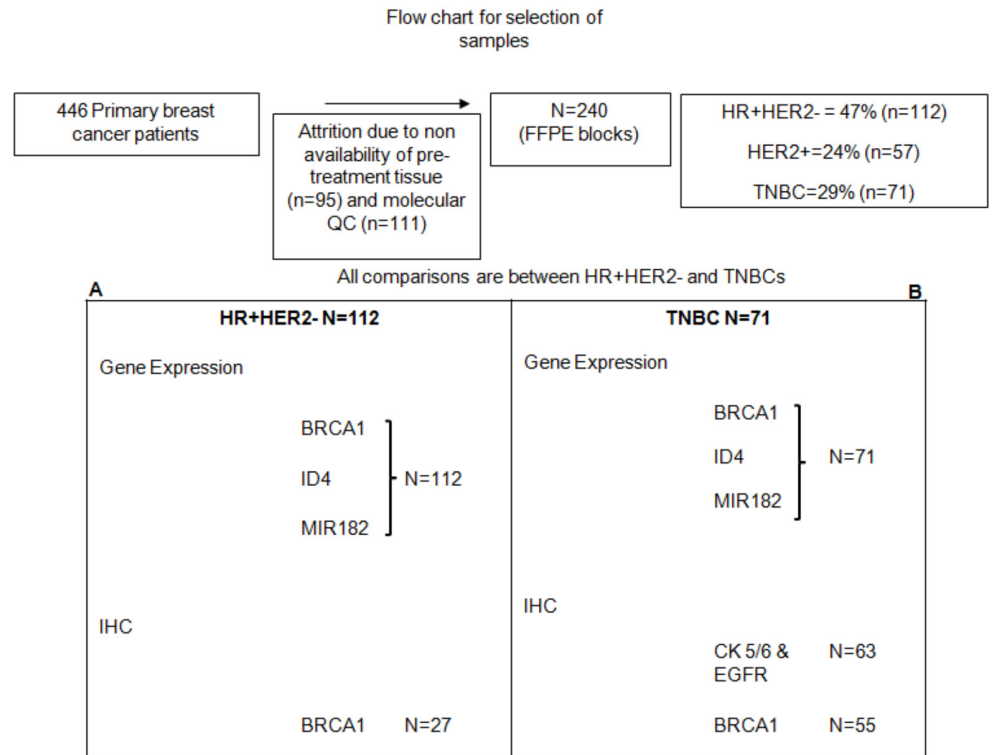 Flow chart for selection of
samples
446 Primary breast
cancer patients
Attrition due to non
availability of pre-
treatment tissue
(n=95) and molecular
QC (n=111)
N=240
(FFPE blocks)
HR+HER2- = 47% (n=112)
HER2+=24% (n=57)
TNBC=29% (n=71)
All comparisons are between HR+HER2- and TNBCs
A
HR+HER2- N=112
Gene Expression
BRCA1
ID4
MIR182
N=112
IHC
BRCA1 N=27
B
TNBC N=71
Gene Expression
BRCA1
ID4
MIR182
N=71
IHC
CK 5/6 &
EGFR
N=63
BRCA1 N=55